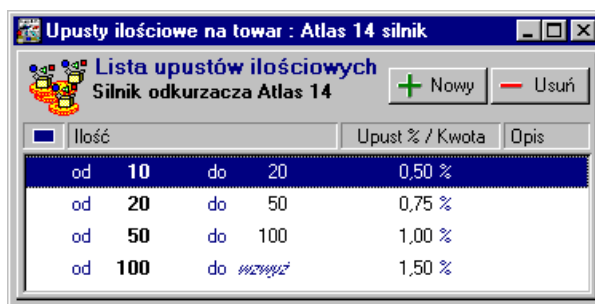 Upusty ilościowe na towar : Atlas 14 silnik
Lista upustów ilościowych
Silnik odkurzacza Atlas 14
Nowy Usuń
Ilość Upust % / Kwota Opis
od 10 do 20 0,50 %
od 20 do 50 0,75 %
od 50 do 100 1,00 %
od 100 do wzwyż 1,50 %